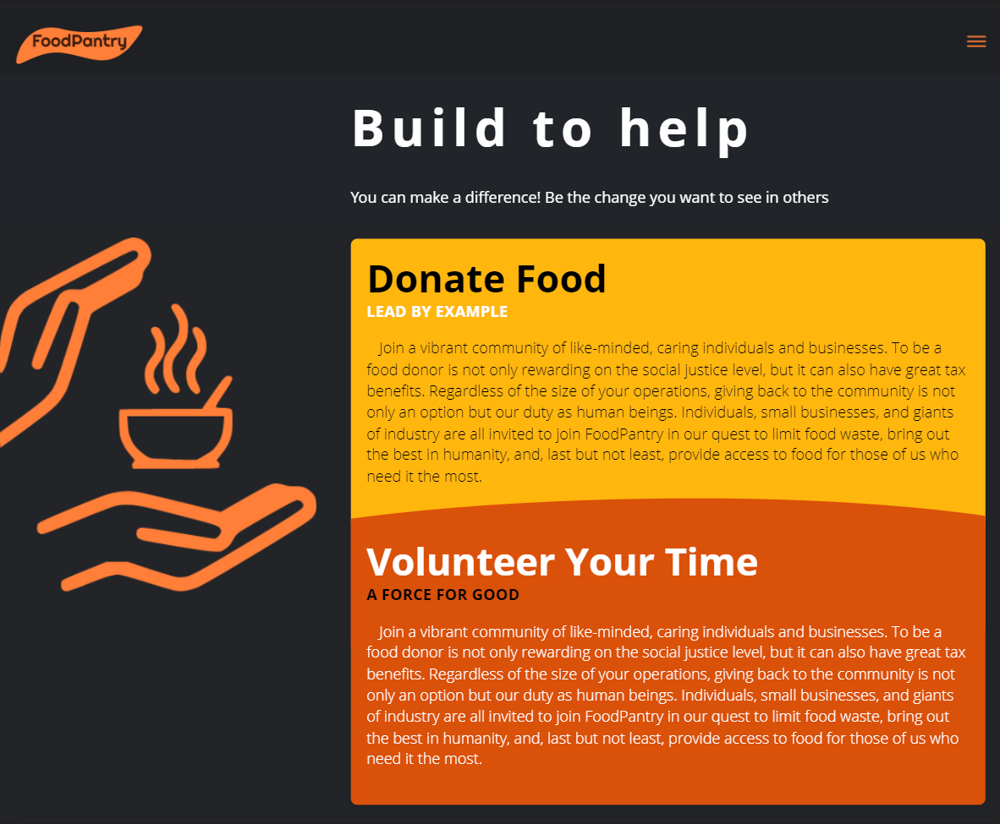 FoodPantry
Build to help
You can make a difference! Be the change you want to see in others
Donate Food
LEAD BY EXAMPLE
Join a vibrant community of like-minded, caring individuals and businesses. To be a
food donor is not only rewarding on the social justice level, but it can also have great tax
benefits. Regardless of the size of your operations, giving back to the community is not
only an option but our duty as human beings. Individuals, small businesses, and giants
of industry are all invited to join FoodPantry in our quest to limit food waste, bring out
the best in humanity, and, last but not least, provide access to food for those of us who
need it the most.
Volunteer Your Time
A FORCE FOR GOOD
Join a vibrant community of like-minded, caring individuals and businesses. To be a
food donor is not only rewarding on the social justice level, but it can also have great tax
benefits. Regardless of the size of your operations, giving back to the community is not
only an option but our duty as human beings. Individuals, small businesses, and giants
of industry are all invited to join FoodPantry in our quest to limit food waste, bring out
the best in humanity, and, last but not least, provide access to food for those of us who
need it the most.